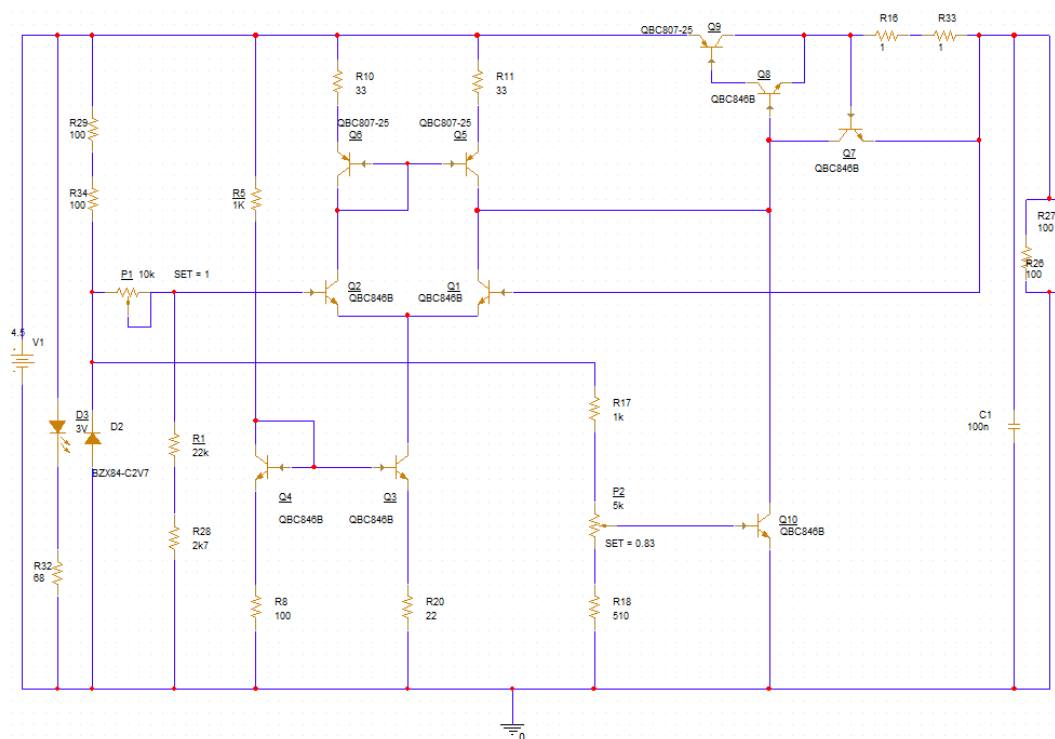 R16
R33
1
1
QBC807-25
Q9
Q8
QBC846B
Q7
QBC846B
R10
33
R11
33
QBC807-25
Q6
QBC807-25
Q5
R29
100
R34
100
R5
1K
P1
10k
SET = 1
Q2
QBC846B
Q1
QBC846B
R27
100
R26
100
4.5
V1
D3
3V
D2
BZX84-C2V7
R1
22k
R28
2k7
R32
68
Q4
QBC846B
Q3
QBC846B
R8
100
R20
22
R17
1k
P2
5k
SET = 0.83
R18
510
Q10
QBC846B
C1
100n
0